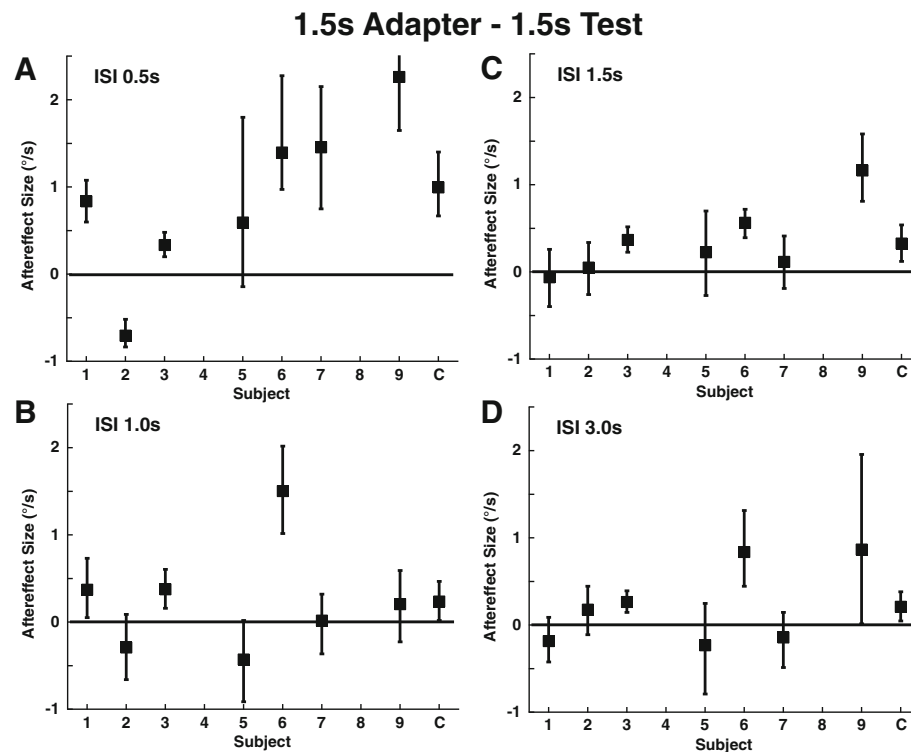 1.5s Adapter - 1.5s Test
A
ISI 0.5s
Aftereffect Size (°/s)
2
1
0
-1
1 2 3 4 5 6 7 8 9 C
Subject
B
ISI 1.0s
Aftereffect Size (°/s)
2
1
0
-1
1 2 3 4 5 6 7 8 9 C
Subject
C
ISI 1.5s
Aftereffect Size (°/s)
2
1
0
-1
1 2 3 4 5 6 7 8 9 C
Subject
D
ISI 3.0s
Aftereffect Size (°/s)
2
1
0
-1
1 2 3 4 5 6 7 8 9 C
Subject